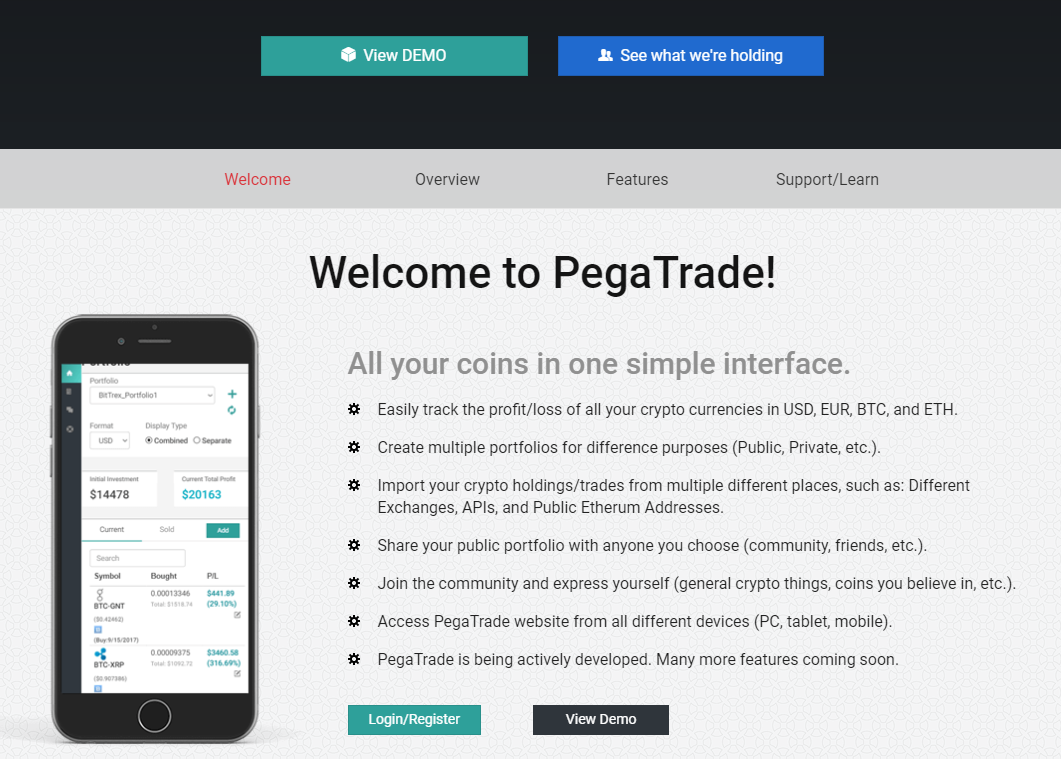 View DEMO
See what we're holding
Welcome
Overview
Features
Support/Learn
Welcome to PegaTrade!
All your coins in one simple interface.
Easily track the profit/loss of all your crypto currencies in USD, EUR, BTC, and ETH.
Create multiple portfolios for difference purposes (Public, Private, etc.).
Import your crypto holdings/trades from multiple different places, such as: Different
Exchanges, APIs, and Public Etherum Addresses.
Share your public portfolio with anyone you choose (community, friends, etc.).
Join the community and express yourself (general crypto things, coins you believe in, etc.).
Access PegaTrade website from all different devices (PC, tablet, mobile).
PegaTrade is being actively developed. Many more features coming soon.
Login/Register
View Demo
Portfolio
BitTrex_Portfolio1
Format
Display Type
USD
Combined
Separate
Initial Investment
Current Total Profit
$14478
$20163
Current
Sold
Add
Search
Symbol
Bought
P/L
0.00013346
$441.89
BTC-GNT
Total: $1518.74
(29.10%)
($0.42462)
(Buy:9/15/2017)
0.00009375
$3460.58
BTC-XRP
Total: $1092.72
(316.69%)
($0.907386)